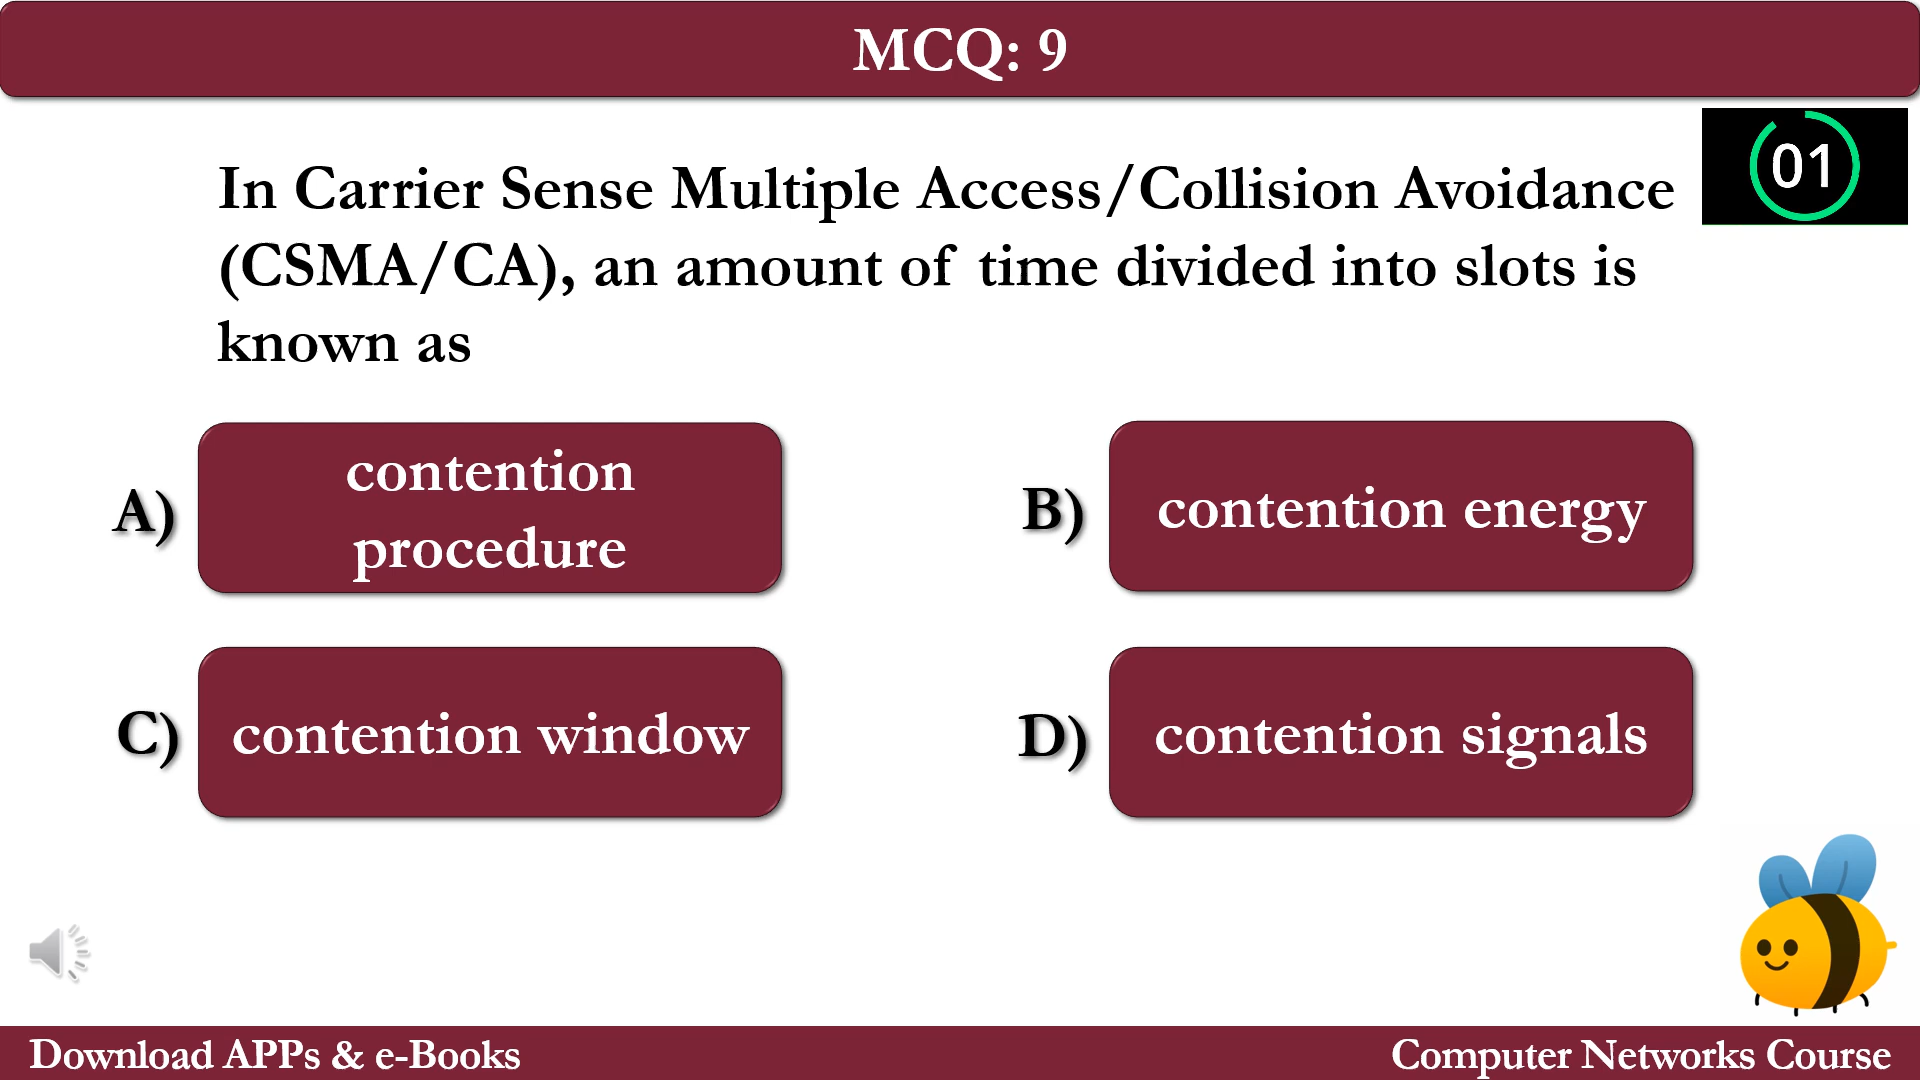 MCQ: 9
01
In Carrier Sense Multiple Access/Collision Avoidance
(CSMA/CA), an amount of time divided into slots is
known as
A)
contention
procedure
B)
contention energy
C)
contention window
D)
contention signals
Download APPs & e-Books
Computer Networks Course